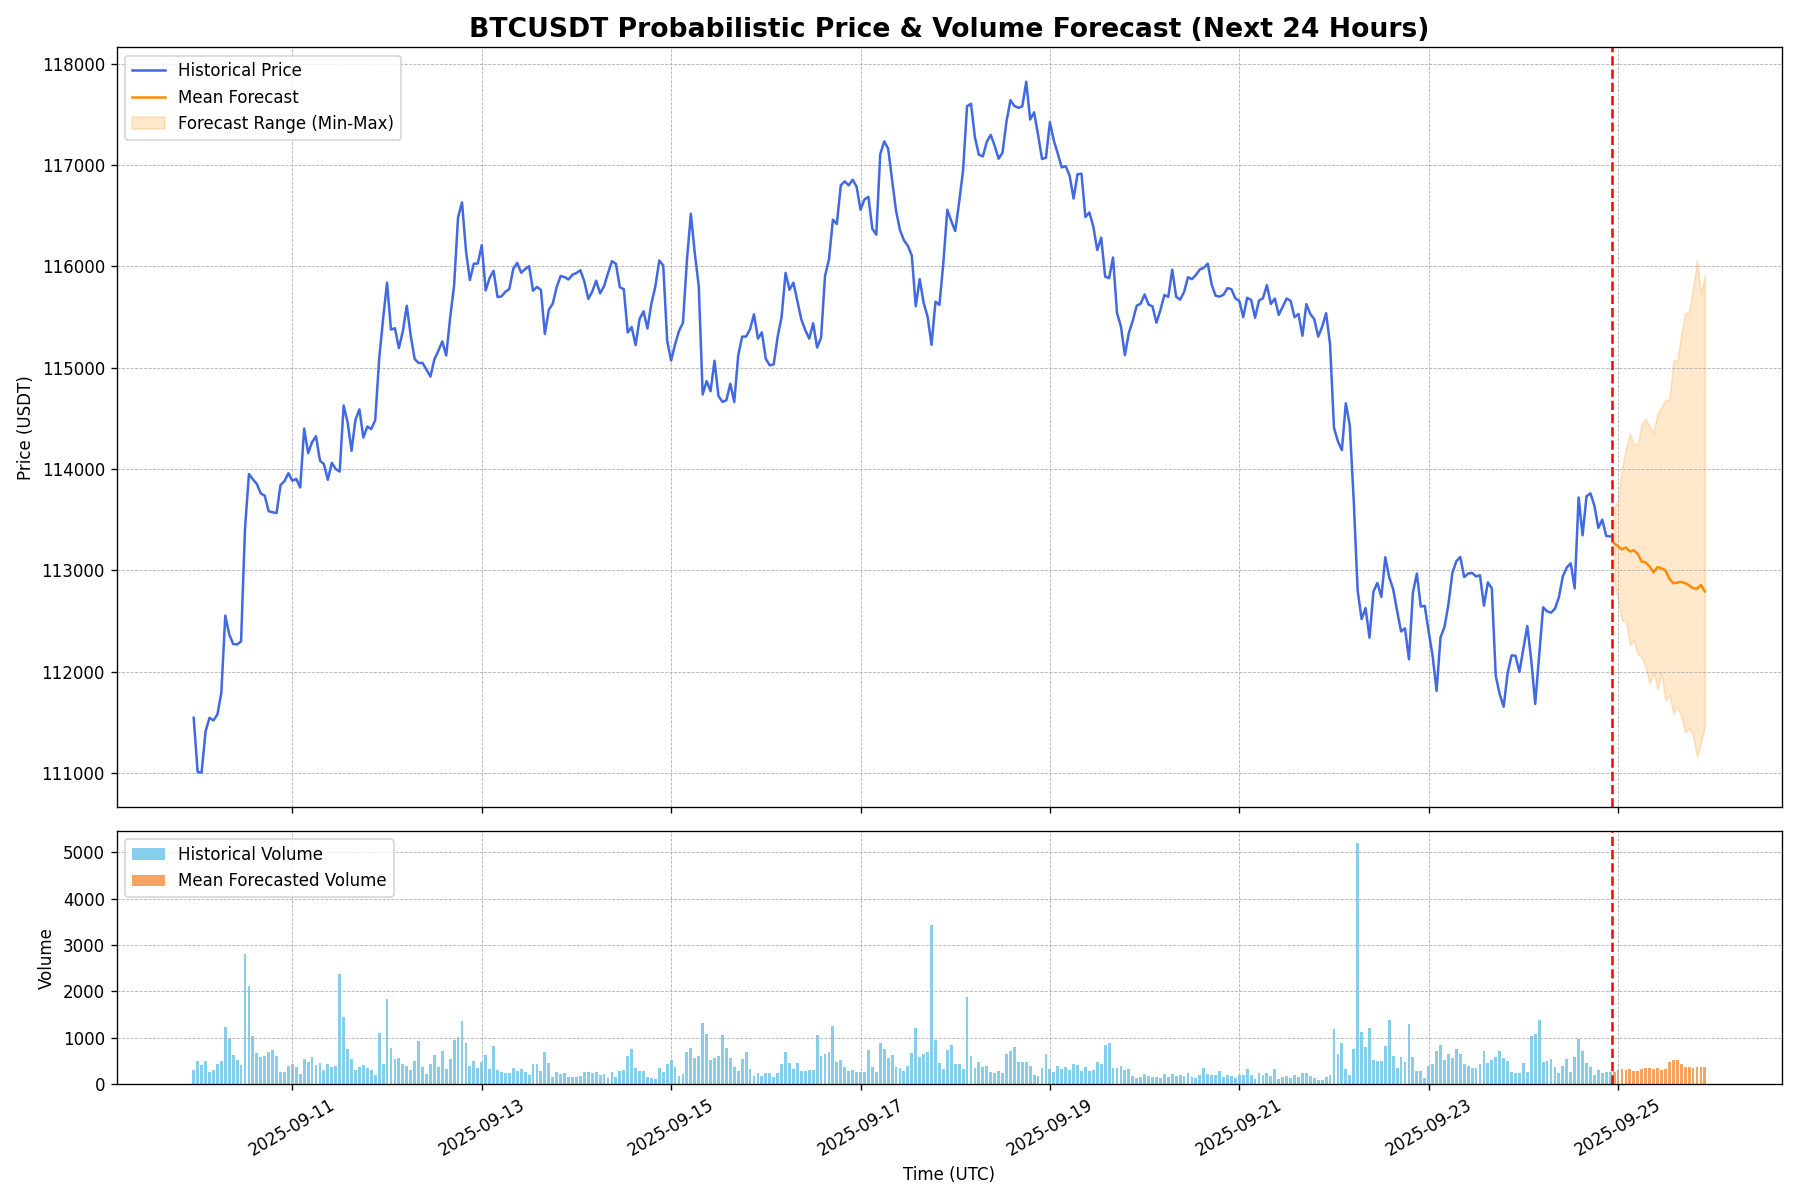 BTCUSDT Probabilistic Price & Volume Forecast (Next 24 Hours)
Historical Price
Mean Forecast
Forecast Range (Min-Max)
118000
117000
116000
115000
114000
113000
112000
111000
Price (USDT)
Historical Volume
Mean Forecasted Volume
5000
4000
3000
2000
1000
0
Volume
2025-09-11
2025-09-13
2025-09-15
2025-09-17
2025-09-19
2025-09-21
2025-09-23
2025-09-25
Time (UTC)